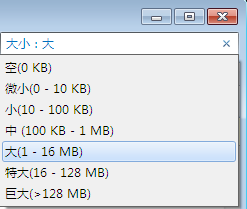 大小：大
空(0 KB)
微小(0 - 10 KB)
小(10 - 100 KB)
中 (100 KB - 1 MB)
大(1 - 16 MB)
特大(16 - 128 MB)
巨大(>128 MB)